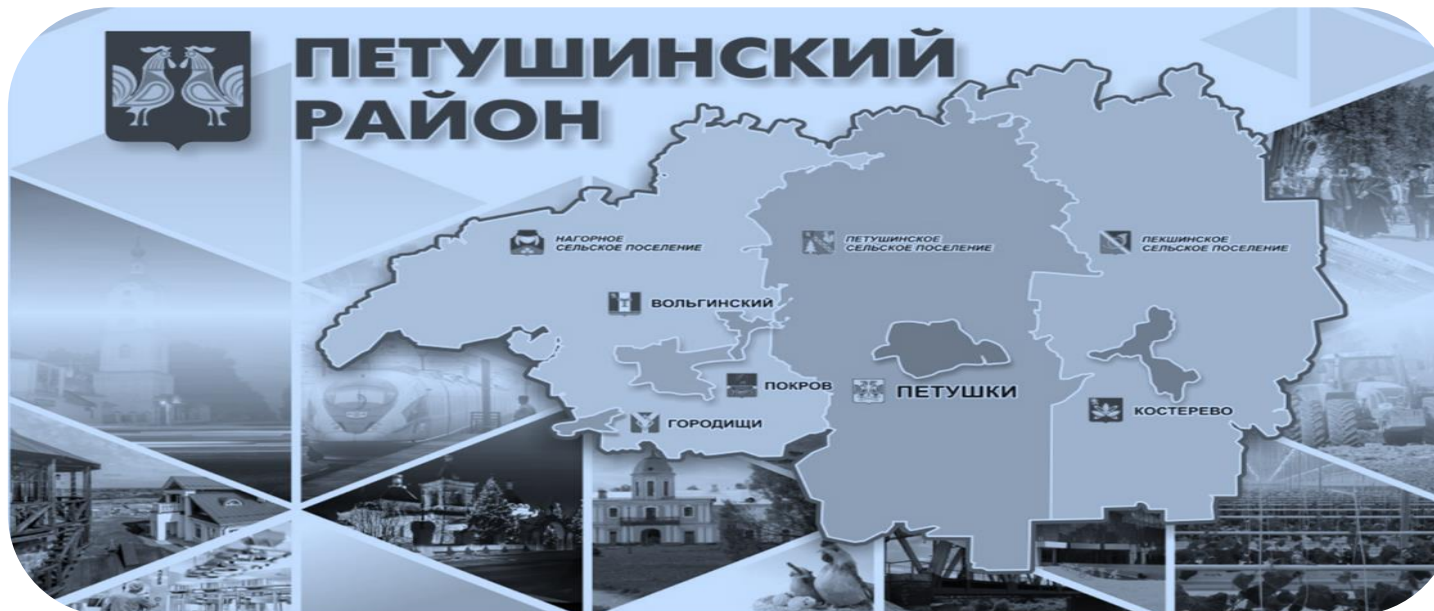 ПЕТУШИНСКИЙ
РАЙОН
НАГОРНОЕ
СЕЛЬСКОЕ ПОСЕЛЕНИЕ
ПЕТУШИНСКОЕ
СЕЛЬСКОЕ ПОСЕЛЕНИЕ
ПЕКШИНСКОЕ
СЕЛЬСКОЕ ПОСЕЛЕНИЕ
ВОЛЬГИНСКИЙ
ПОКРОВ
ПЕТУШКИ
КОСТЕРЕВО
ГОРОДИЩИ